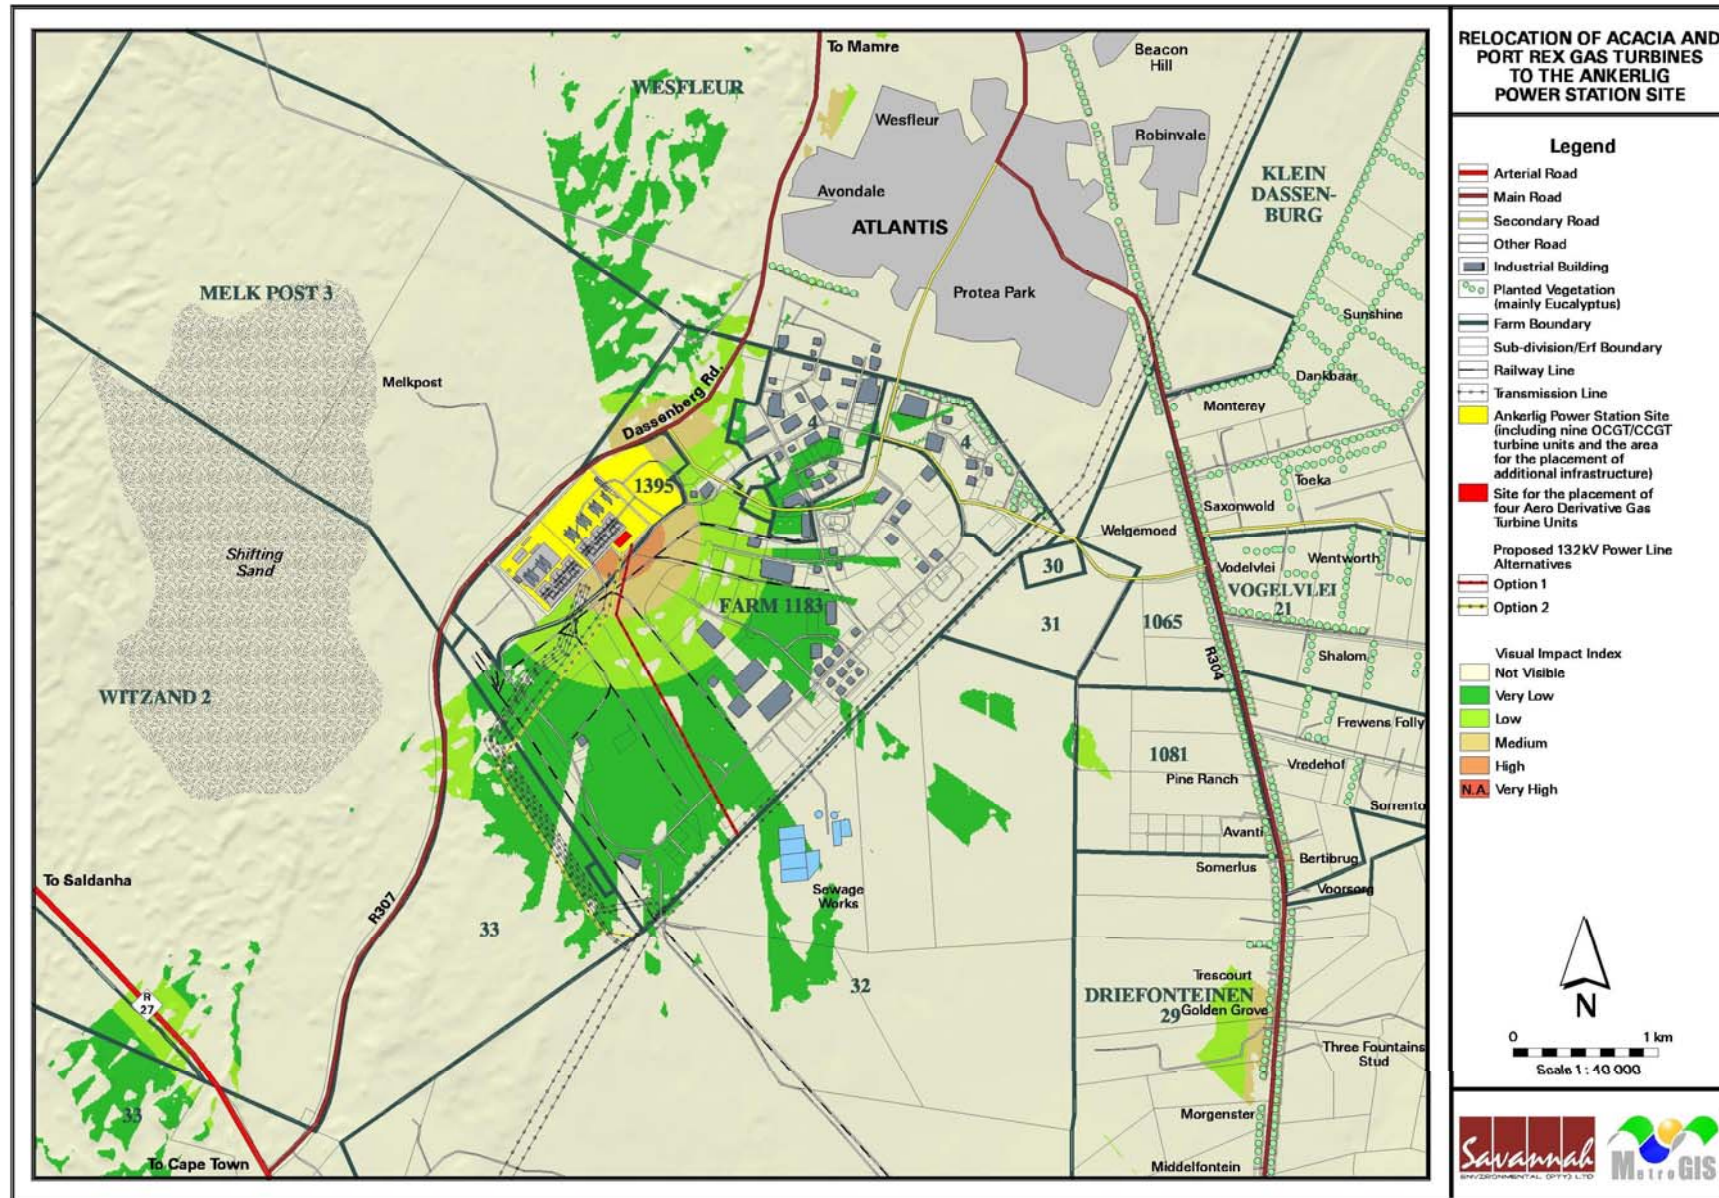 RELOCATION OF ACACIA AND
PORT REX GAS TURBINES
TO THE ANKERLIG
POWER STATION SITE
Legend
Arterial Road
Main Road
Secondary Road
Other Road
Industrial Building
Planted Vegetation
(mainly Eucalyptus)
Farm Boundary
Sub-division/Erf Boundary
Railway Line
Transmission Line
Ankerlig Power Station Site
(including nine OCGT/CCGT
turbine units and the area
for the placement of
additional infrastructure)
Site for the placement of
four Aero Derivative Gas
Turbine Units
Proposed 132kV Power Line
Alternatives
Option 1
Option 2
Visual Impact Index
Not Visible
Very Low
Low
Medium
High
N.A. Very High
N
0 1 km
Scale 1 : 40 000
Savannah
ENVIRONMENTAL (PTY) LTD
MetroGIS
To Mamre
Beacon
Hill
WESFLEUR
Wesfleur
Robinvale
KLEIN
DASSEN-
BURG
Avondale
ATLANTIS
MELK POST 3
Protea Park
Sunshine
Melkpost
Dassenberg Rd.
Dankbaar
Monterey
4
4
1395
Toeka
Saxonwold
Welgemoed
Shifting
Sand
30
Vodelvlei
Wentworth
VOGELVLEI
21
FARM 1183
31
1065
R304
Shalom
WITZAND 2
Frewens Folly
1081
Pine Ranch
Vredehof
Sorrento
Avanti
Bertibrug
Somerlus
Voorsorg
To Saldanha
R307
Sewage
Works
33
32
Trescourt
DRIEFONTEINEN
29
Golden Grove
R
27
Three Fountains
Stud
33
Morgenster
To Cape Town
Middelfontein